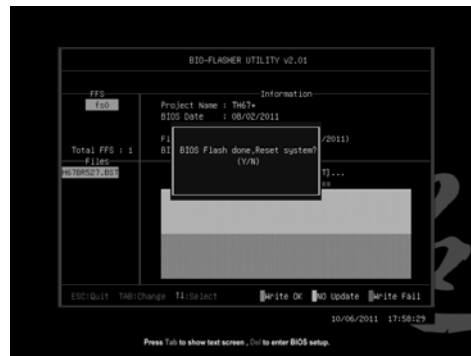 BIO-FLASHER UTILITY v2.01
FFS
fs0
Total FFS : 1
Files
H67BR527.BST
Information
Project Name : TH67+
BIOS Date : 08/02/2011
/2011)
BIOS Flash done,Reset system?
(Y/N)
ESC:Quit TAB:Change ↑↓:Select Write OK NO Update Write Fail
10/06/2011 17:58:29
Press Tab to show text screen , Del to enter BIOS setup.